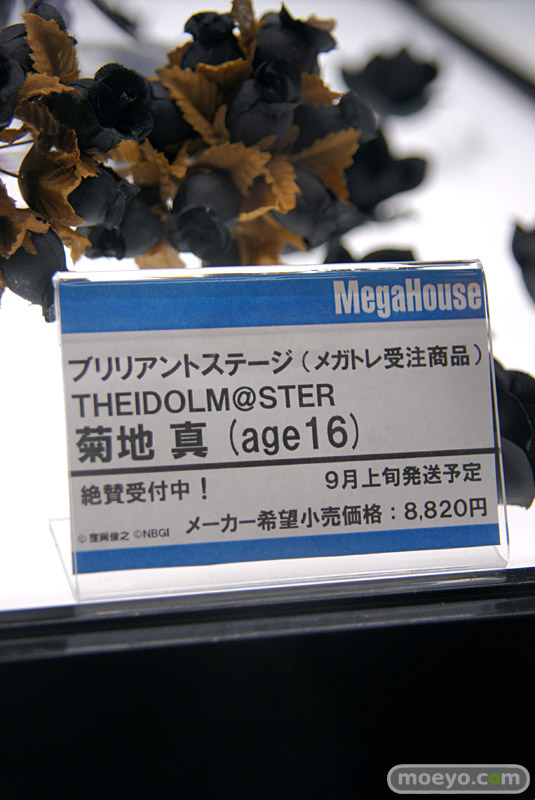 MegaHouse
ブリリアントステージ（メガトレ受注商品）
THEIDOLM@STER
菊地 真 (age16)
絶賛受付中！ 9月上旬発送予定
メーカー希望小売価格：8,820円
© 窪岡俊之 ©NBGI
moeyo.com